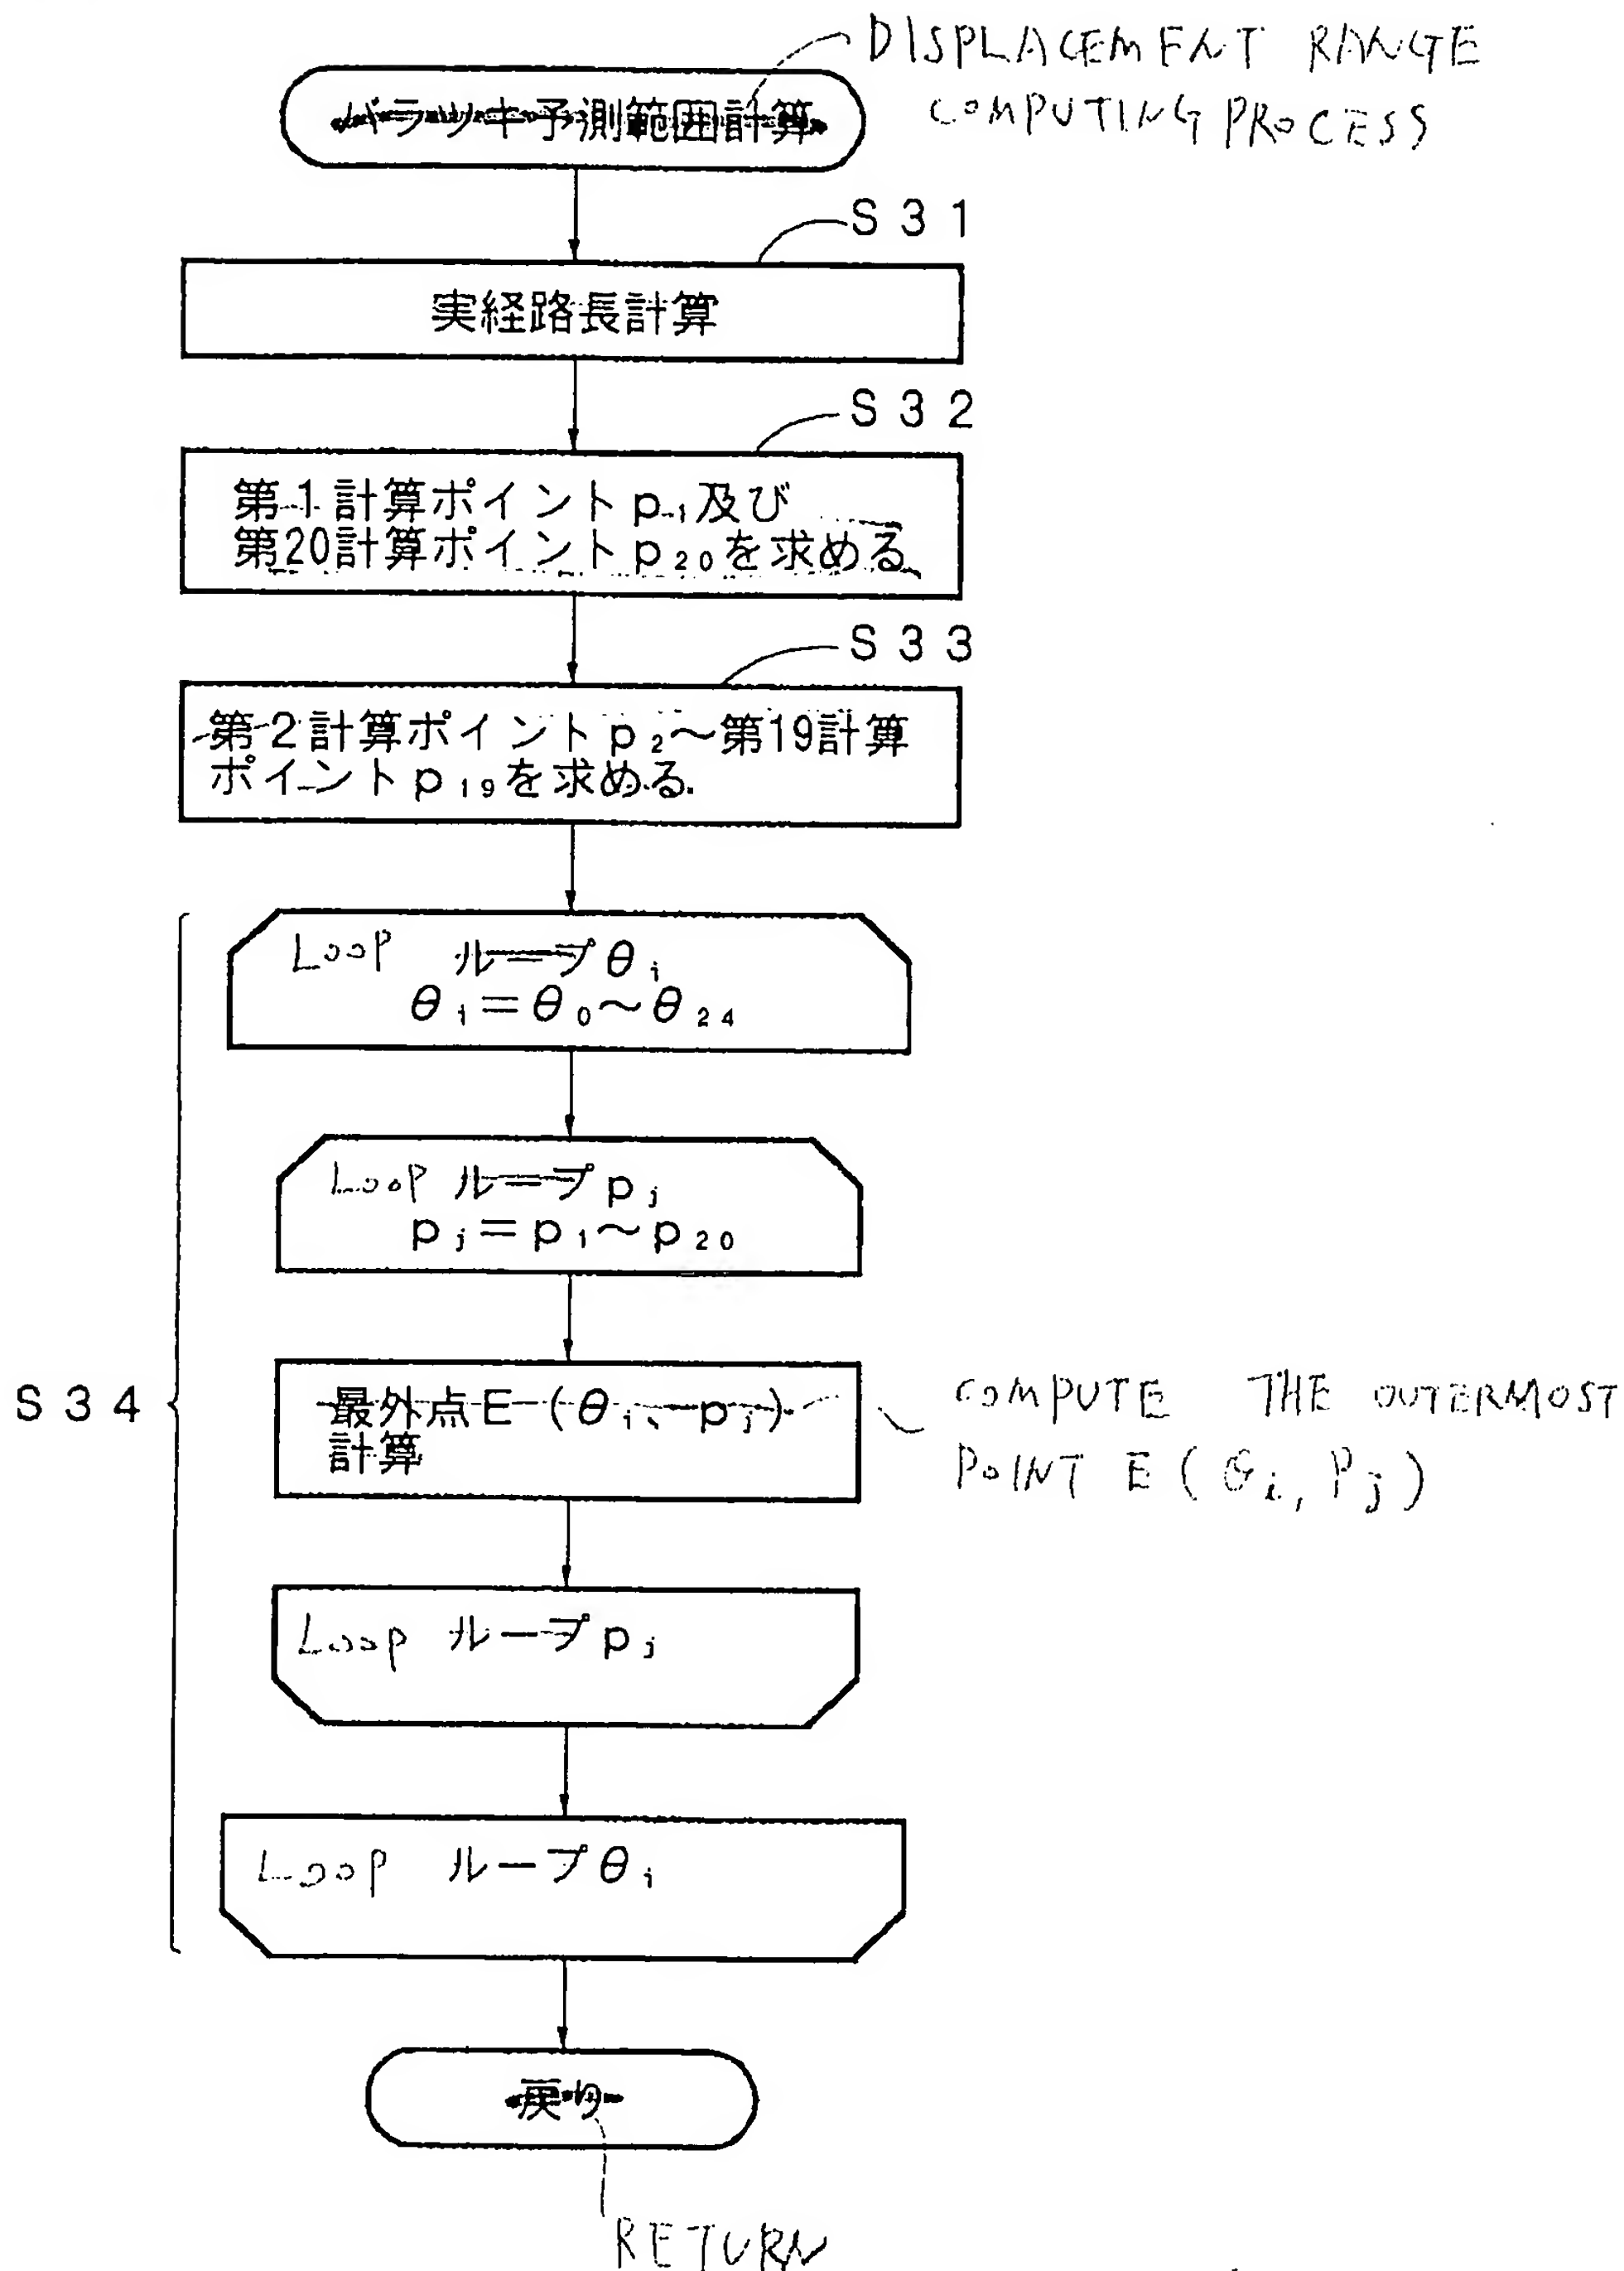 DISPLACEMENT RANGE
COMPUTING PROCESS
バラツキ予測範囲計算
S31
実経路長計算
S32
第1計算ポイントp₁及び
第20計算ポイントp₂₀を求める
S33
第2計算ポイントp₂～第19計算
ポイントp₁₉を求める.
Loop ループθᵢ
θᵢ=θ₀～θ₂₄
Loop ループpⱼ
pⱼ=p₁～p₂₀
S34
最外点E(θᵢ、pⱼ)
計算
COMPUTE THE OUTERMOST
POINT E(θᵢ, Pⱼ)
Loop ループpⱼ
Loop ループθᵢ
戻り
RETURN